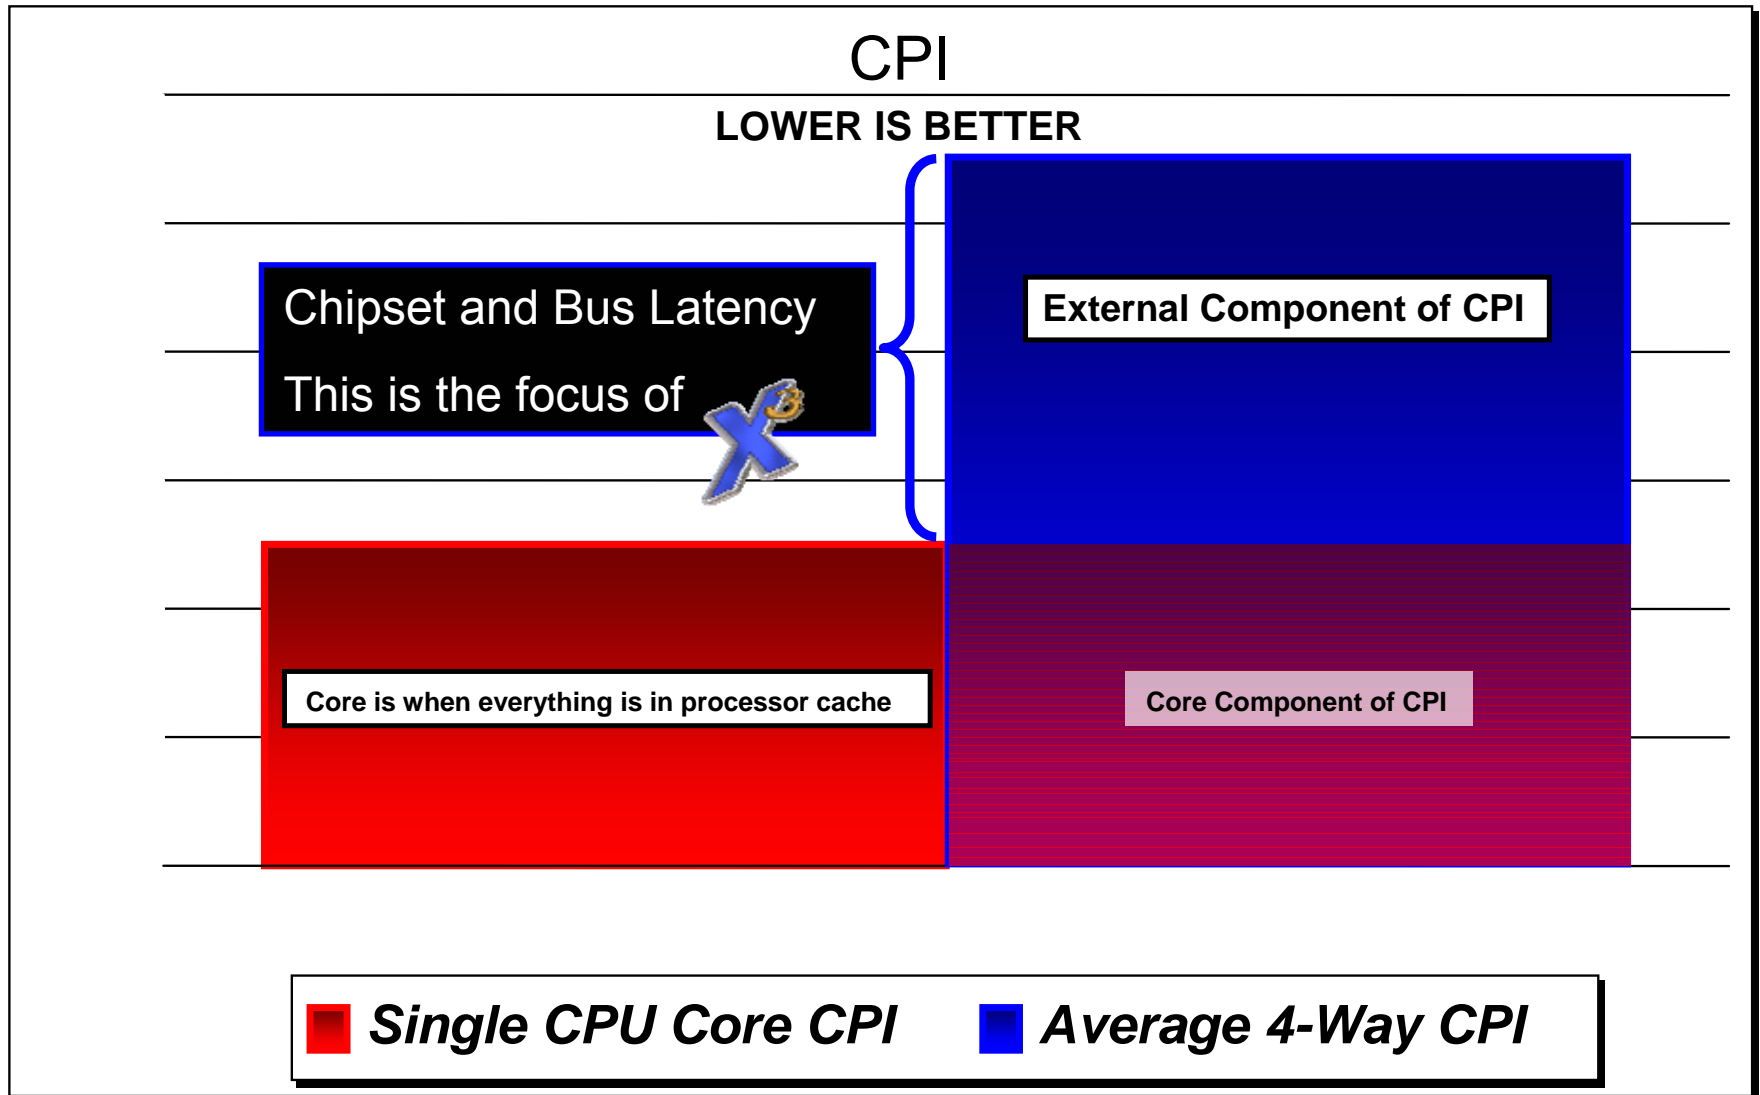 CPI
LOWER IS BETTER
Chipset and Bus Latency
This is the focus of X3
External Component of CPI
Core is when everything is in processor cache
Core Component of CPI
Single CPU Core CPI
Average 4-Way CPI